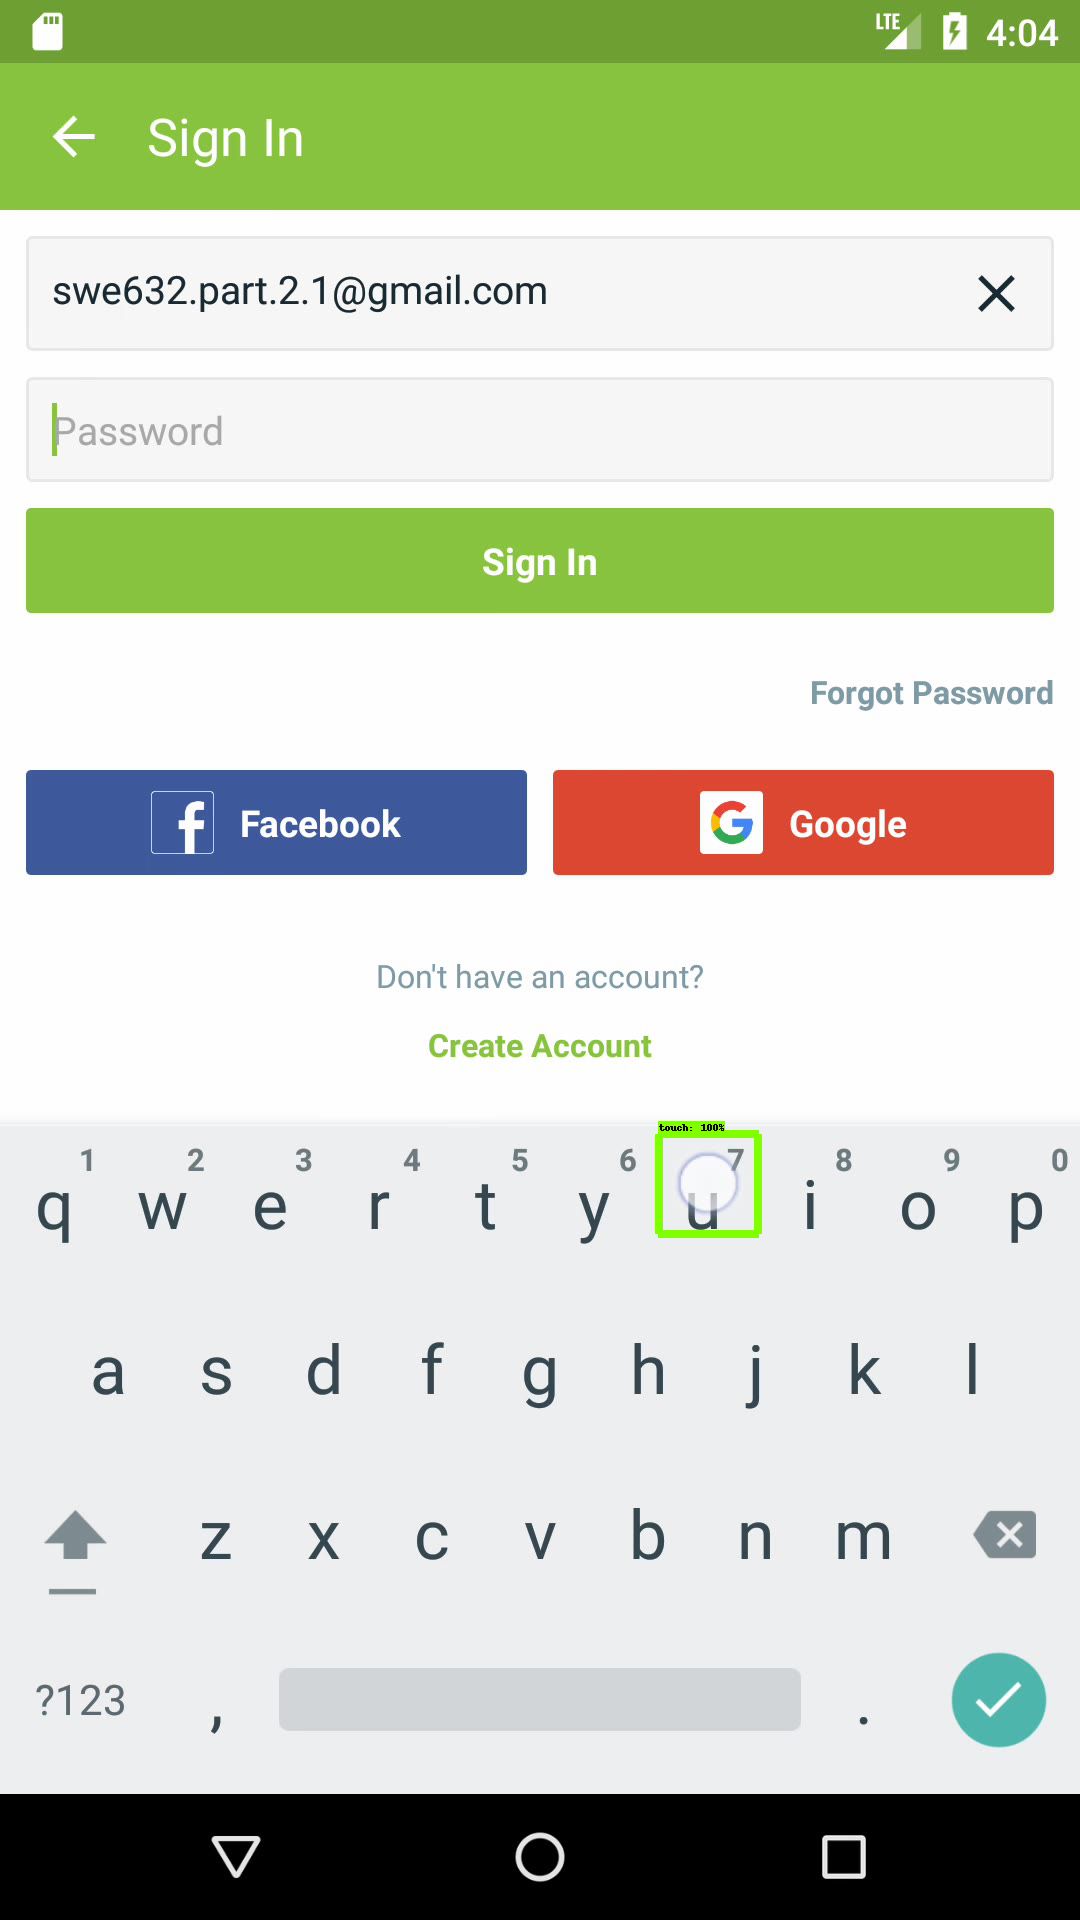 LTE 4:04
Sign In
swe632.part.2.1@gmail.com
Password
Sign In
Forgot Password
f Facebook
G Google
Don't have an account?
Create Account
touch: 100%
1 2 3 4 5 6 7 8 9 0
q w e r t y u i o p
a s d f g h j k l
z x c v b n m
?123 , .